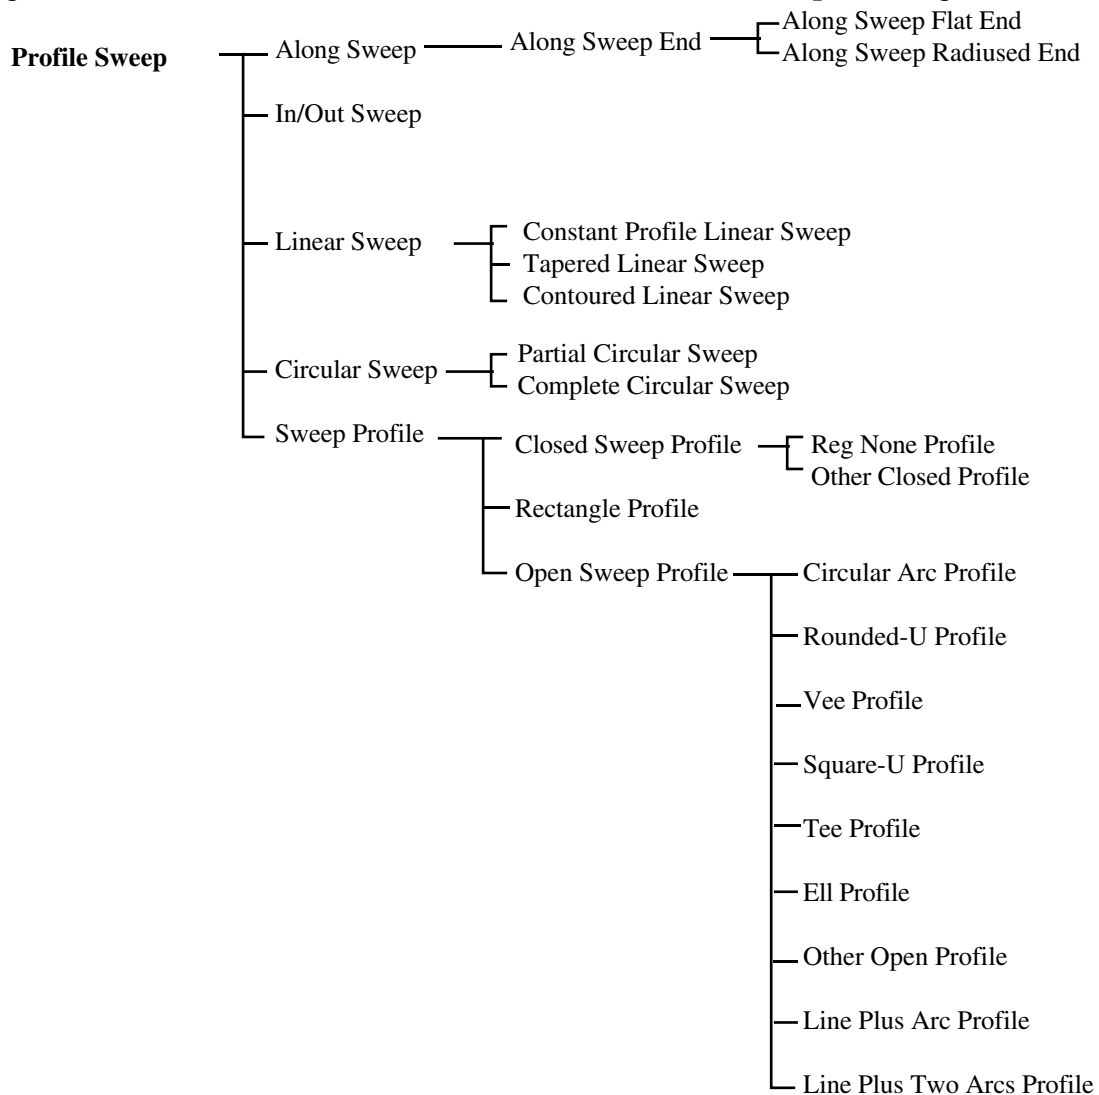 Profile Sweep
Along Sweep
Along Sweep End
Along Sweep Flat End
Along Sweep Radiused End
In/Out Sweep
Linear Sweep
Constant Profile Linear Sweep
Tapered Linear Sweep
Contoured Linear Sweep
Circular Sweep
Partial Circular Sweep
Complete Circular Sweep
Sweep Profile
Closed Sweep Profile
Reg None Profile
Other Closed Profile
Rectangle Profile
Open Sweep Profile
Circular Arc Profile
Rounded-U Profile
Vee Profile
Square-U Profile
Tee Profile
Ell Profile
Other Open Profile
Line Plus Arc Profile
Line Plus Two Arcs Profile